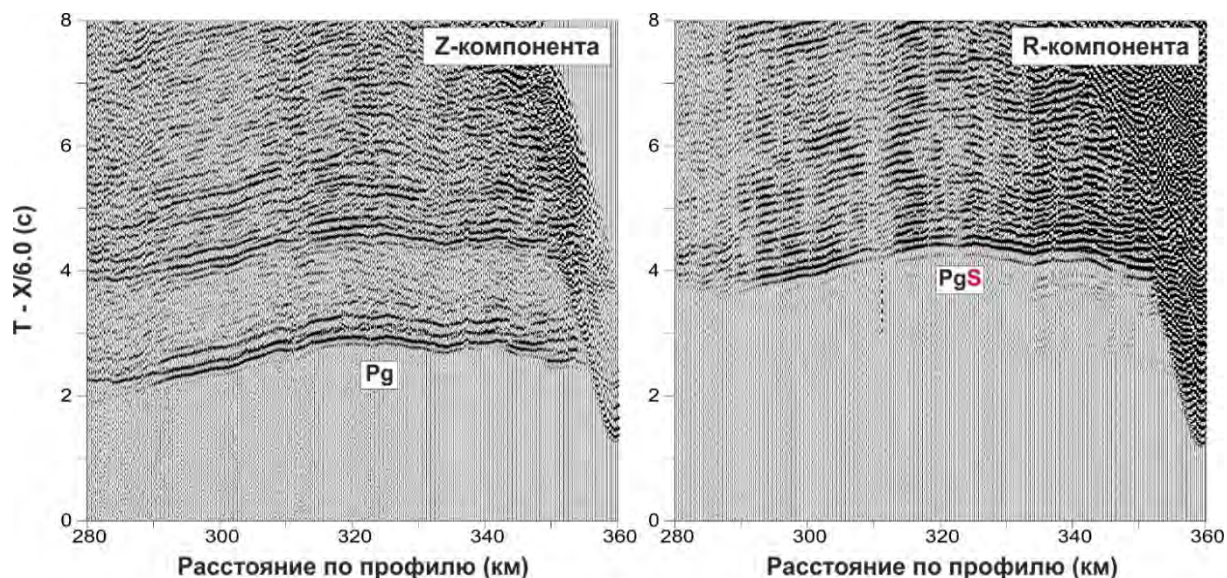 Z-компонента
8
6
4
2
0
T - X/6.0 (с)
Pg
280 300 320 340 360
Расстояние по профилю (км)
R-компонента
8
6
4
2
0
PgS
280 300 320 340 360
Расстояние по профилю (км)